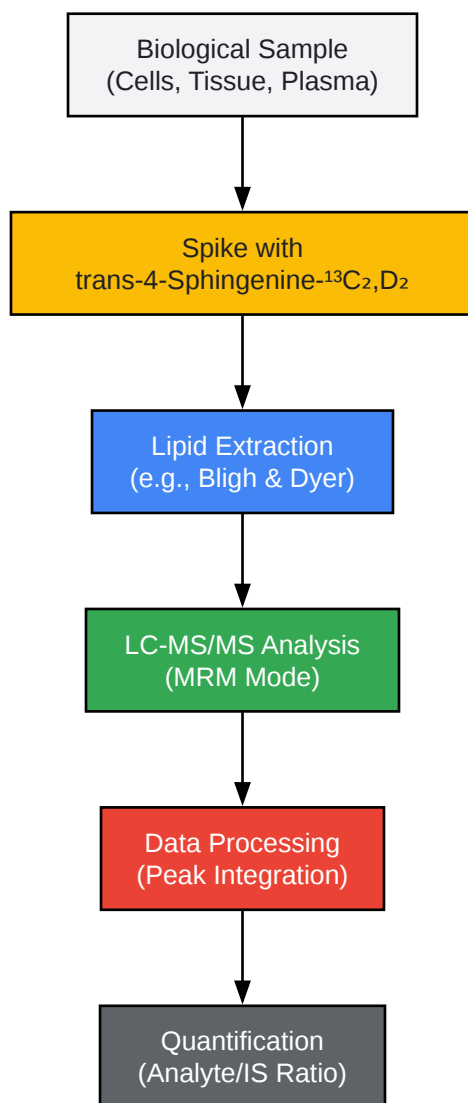 Biological Sample
(Cells, Tissue, Plasma)
Spike with
trans-4-Sphingenine-¹³C₂,D₂
Lipid Extraction
(e.g., Bligh & Dyer)
LC-MS/MS Analysis
(MRM Mode)
Data Processing
(Peak Integration)
Quantification
(Analyte/IS Ratio)